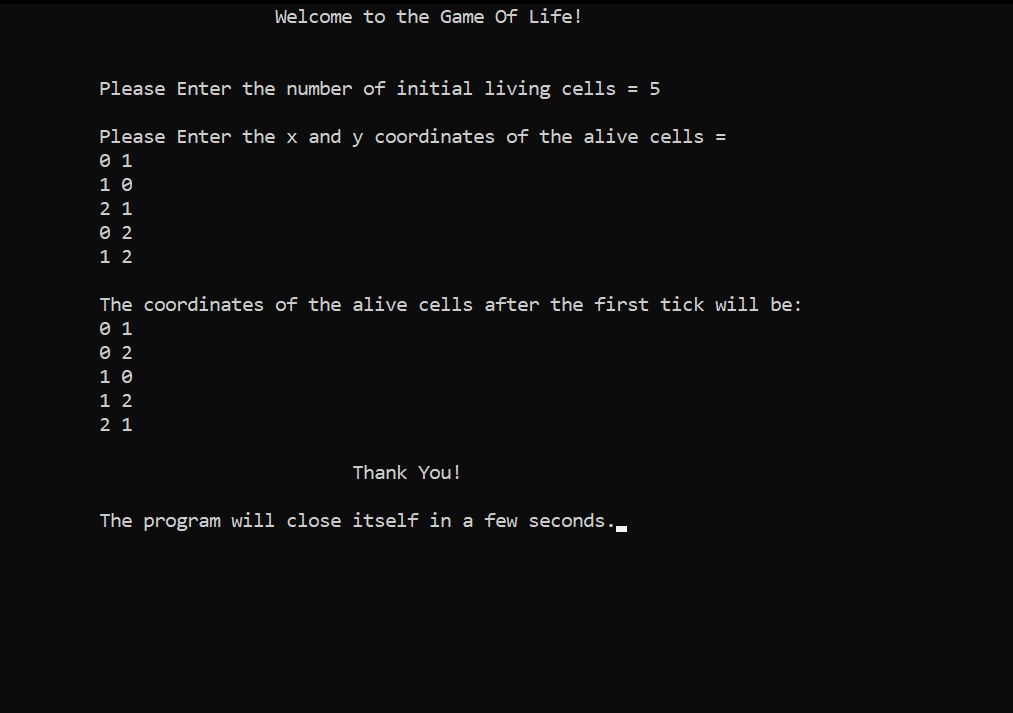 Welcome to the Game Of Life!
Please Enter the number of initial living cells = 5
Please Enter the x and y coordinates of the alive cells =
0 1
1 0
2 1
0 2
1 2
The coordinates of the alive cells after the first tick will be:
0 1
0 2
1 0
1 2
2 1
Thank You!
The program will close itself in a few seconds.